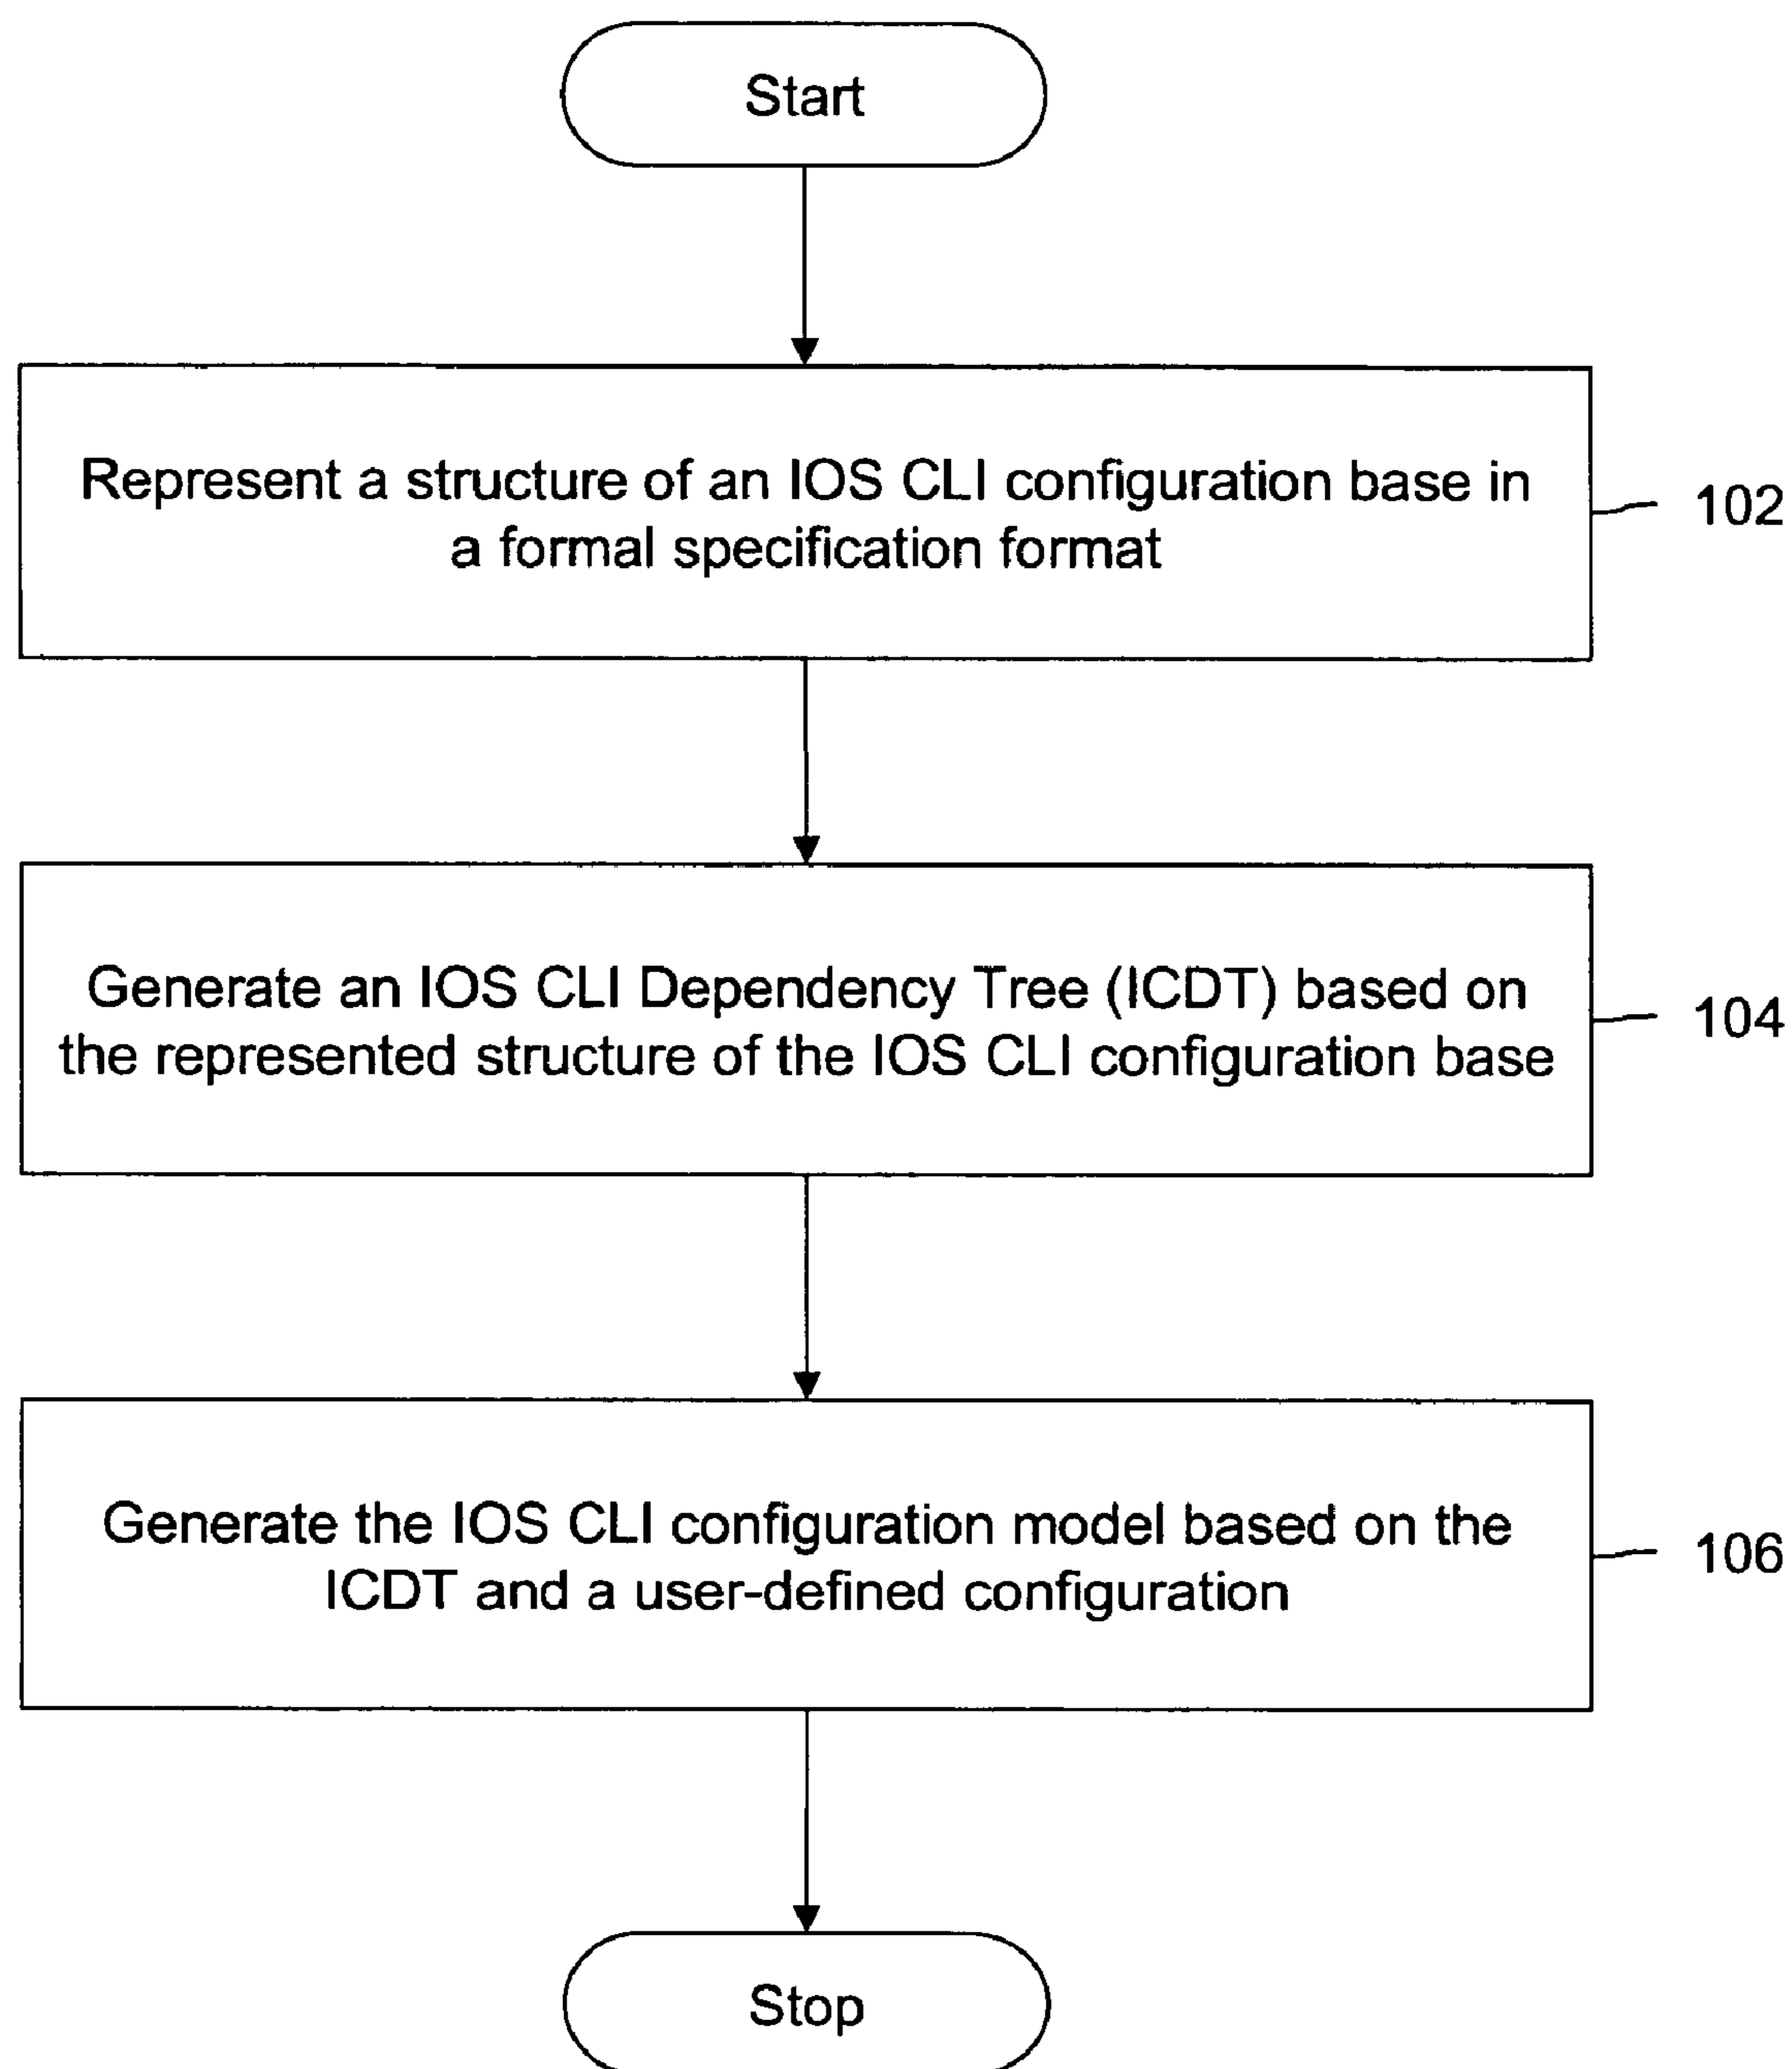 Start
Represent a structure of an IOS CLI configuration base in
a formal specification format
102
Generate an IOS CLI Dependency Tree (ICDT) based on
the represented structure of the IOS CLI configuration base
104
Generate the IOS CLI configuration model based on the
ICDT and a user-defined configuration
106
Stop